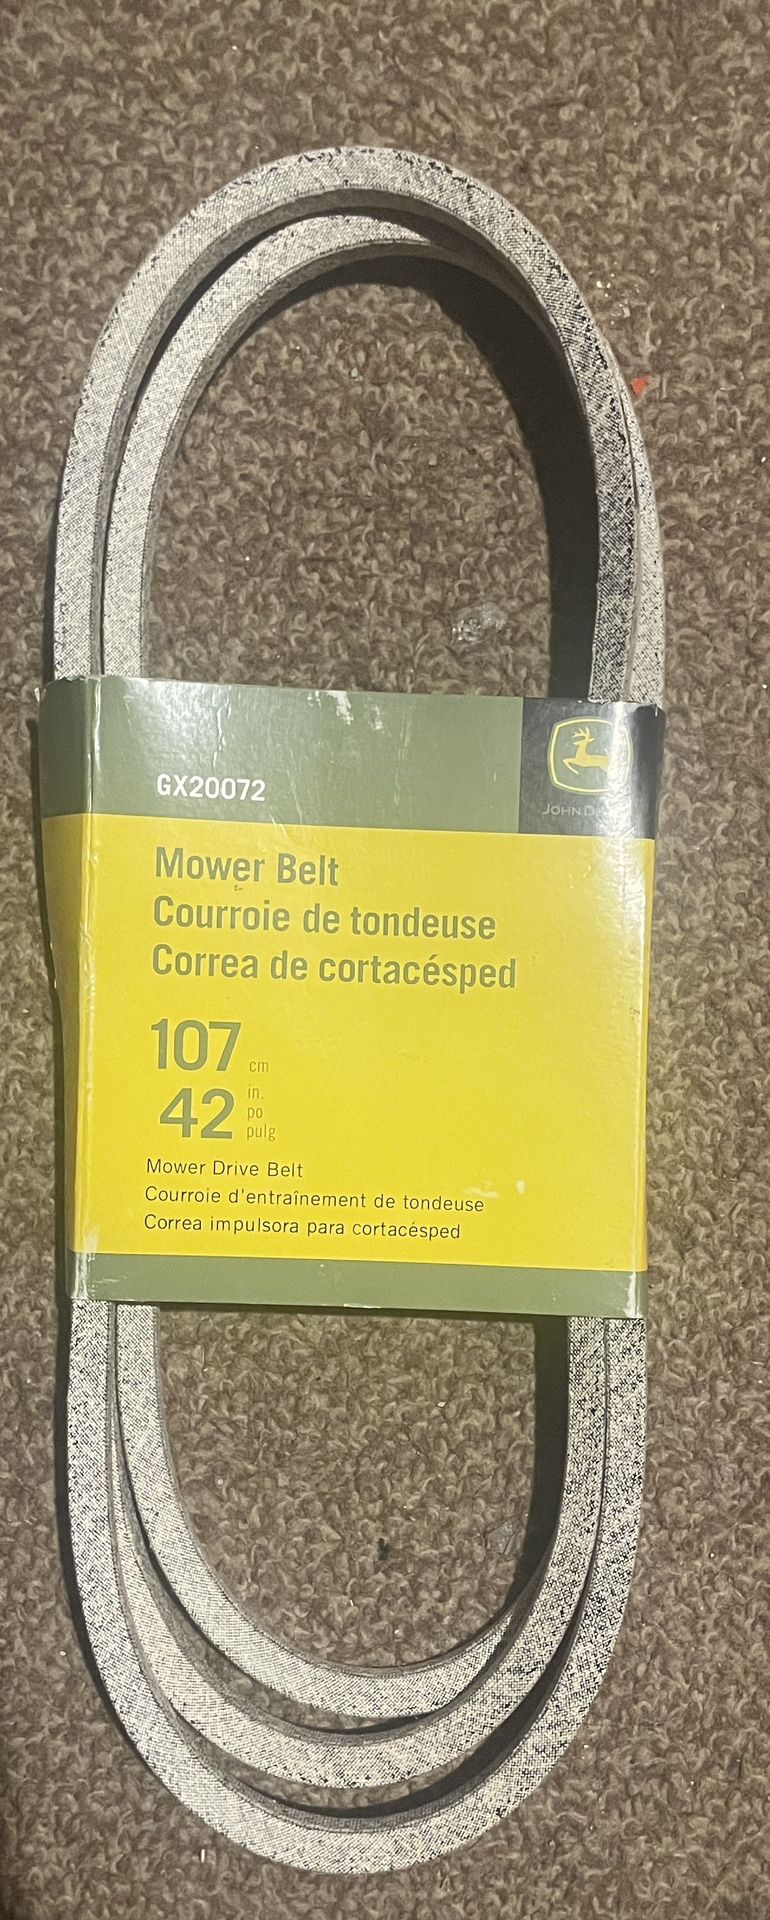 GX20072
JOHN D
Mower Belt
Courroie de tondeuse
Correa de cortacésped
107 cm
42 in.
po
pulg
Mower Drive Belt
Courroie d'entraînement de tondeuse
Correa impulsora para cortacésped